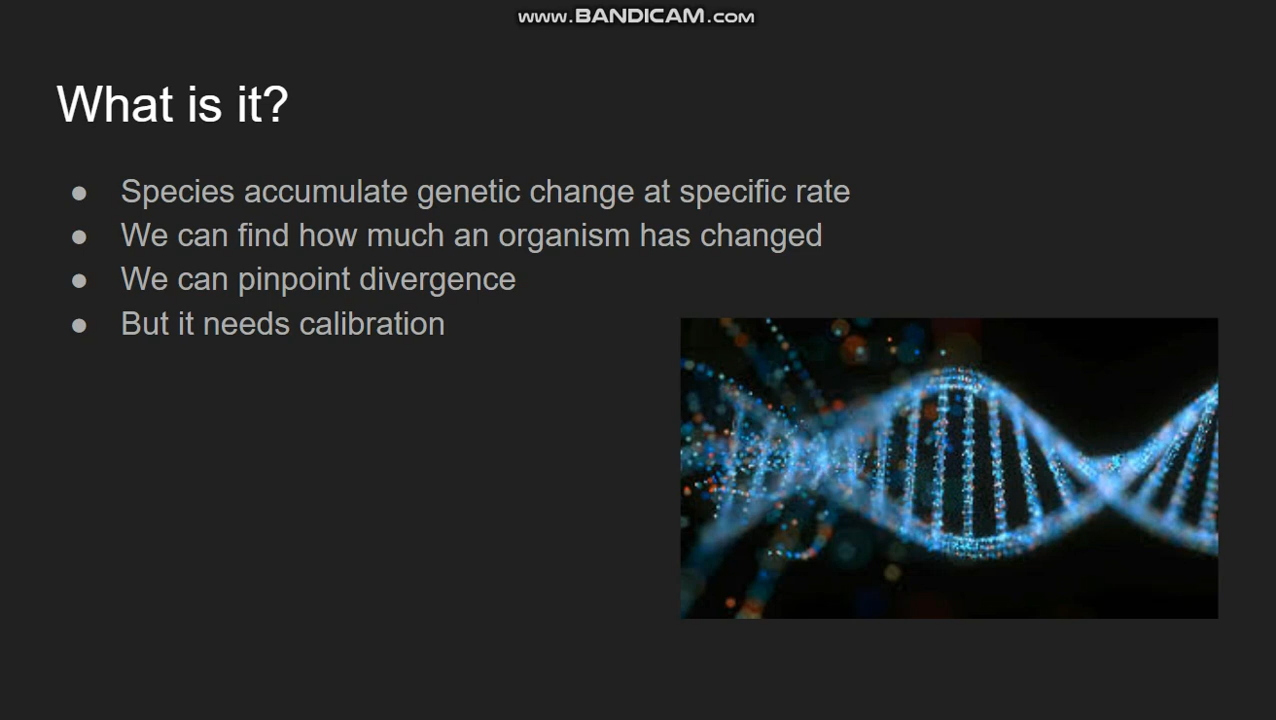 www.BANDICAM.com
What is it?
● Species accumulate genetic change at specific rate
● We can find how much an organism has changed
● We can pinpoint divergence
● But it needs calibration